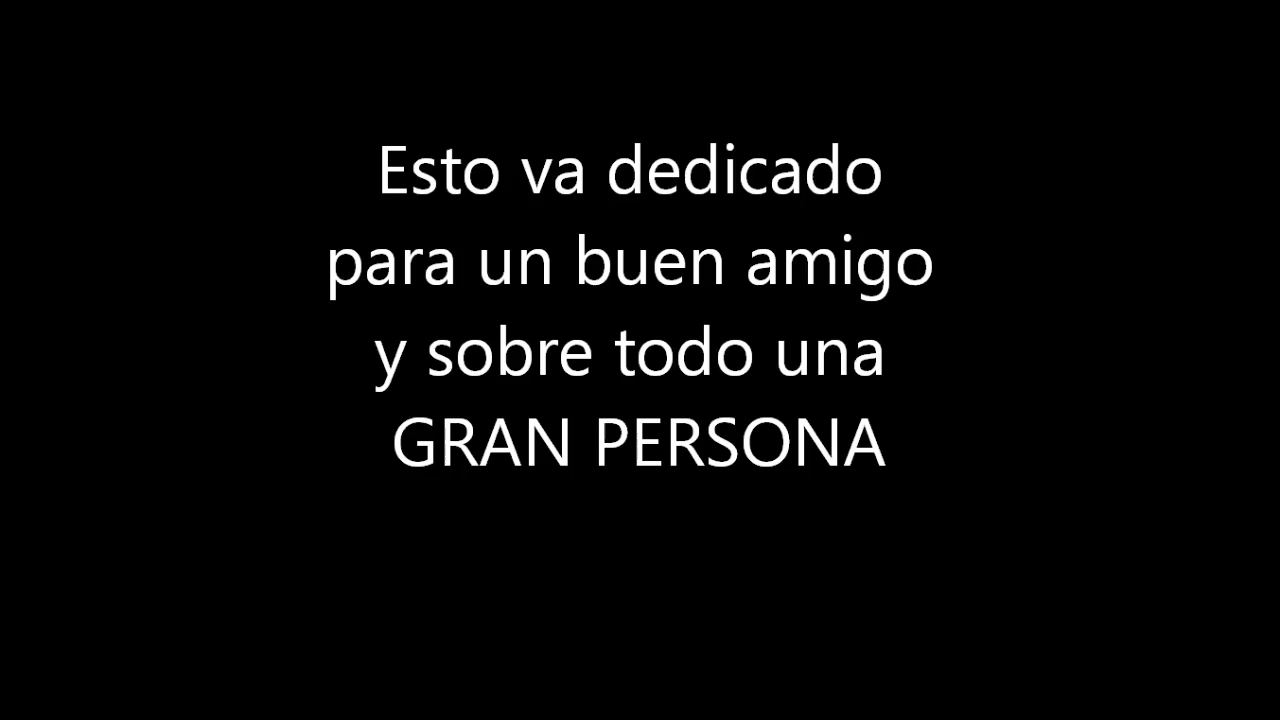 Esto va dedicado
para un buen amigo
y sobre todo una
GRAN PERSONA